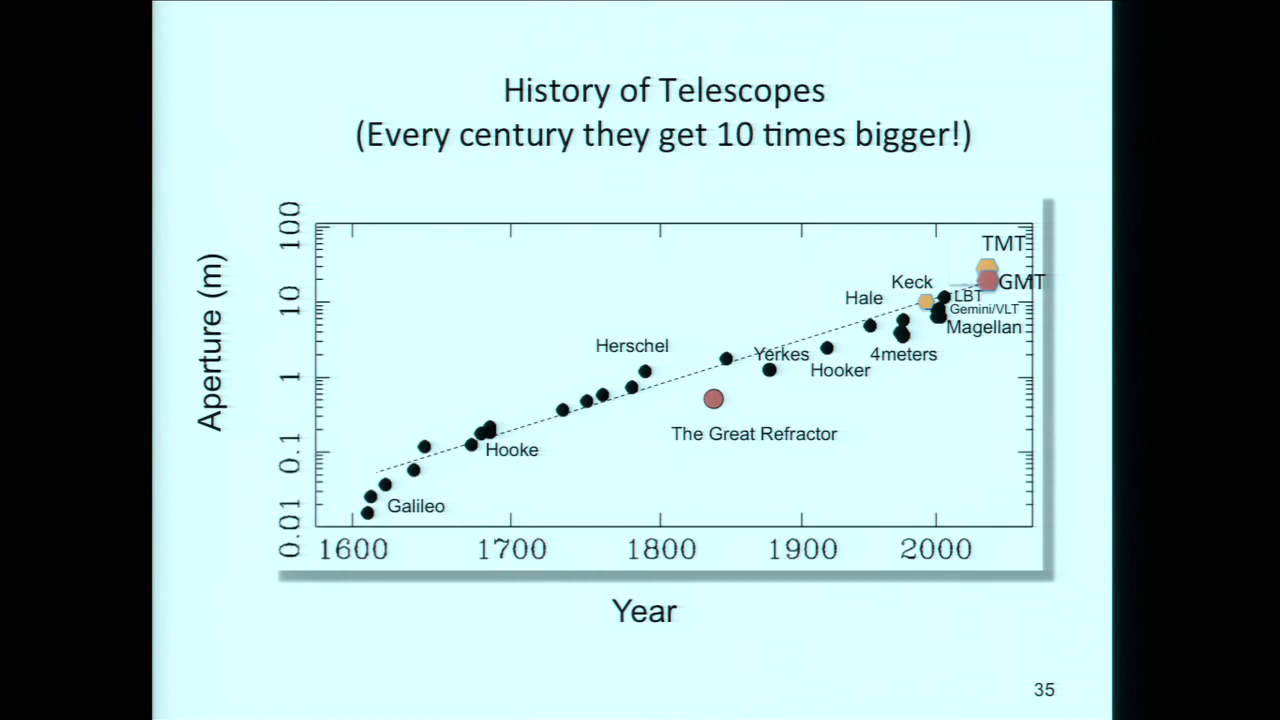 History of Telescopes
(Every century they get 10 times bigger!)
Aperture (m)
100
10
1
0.1
0.01
TMT
GMT
Keck
LBT
Hale
Gemini/VLT
Magellan
Herschel
Yerkes
4meters
Hooker
The Great Refractor
Hooke
Galileo
1600 1700 1800 1900 2000
Year
35